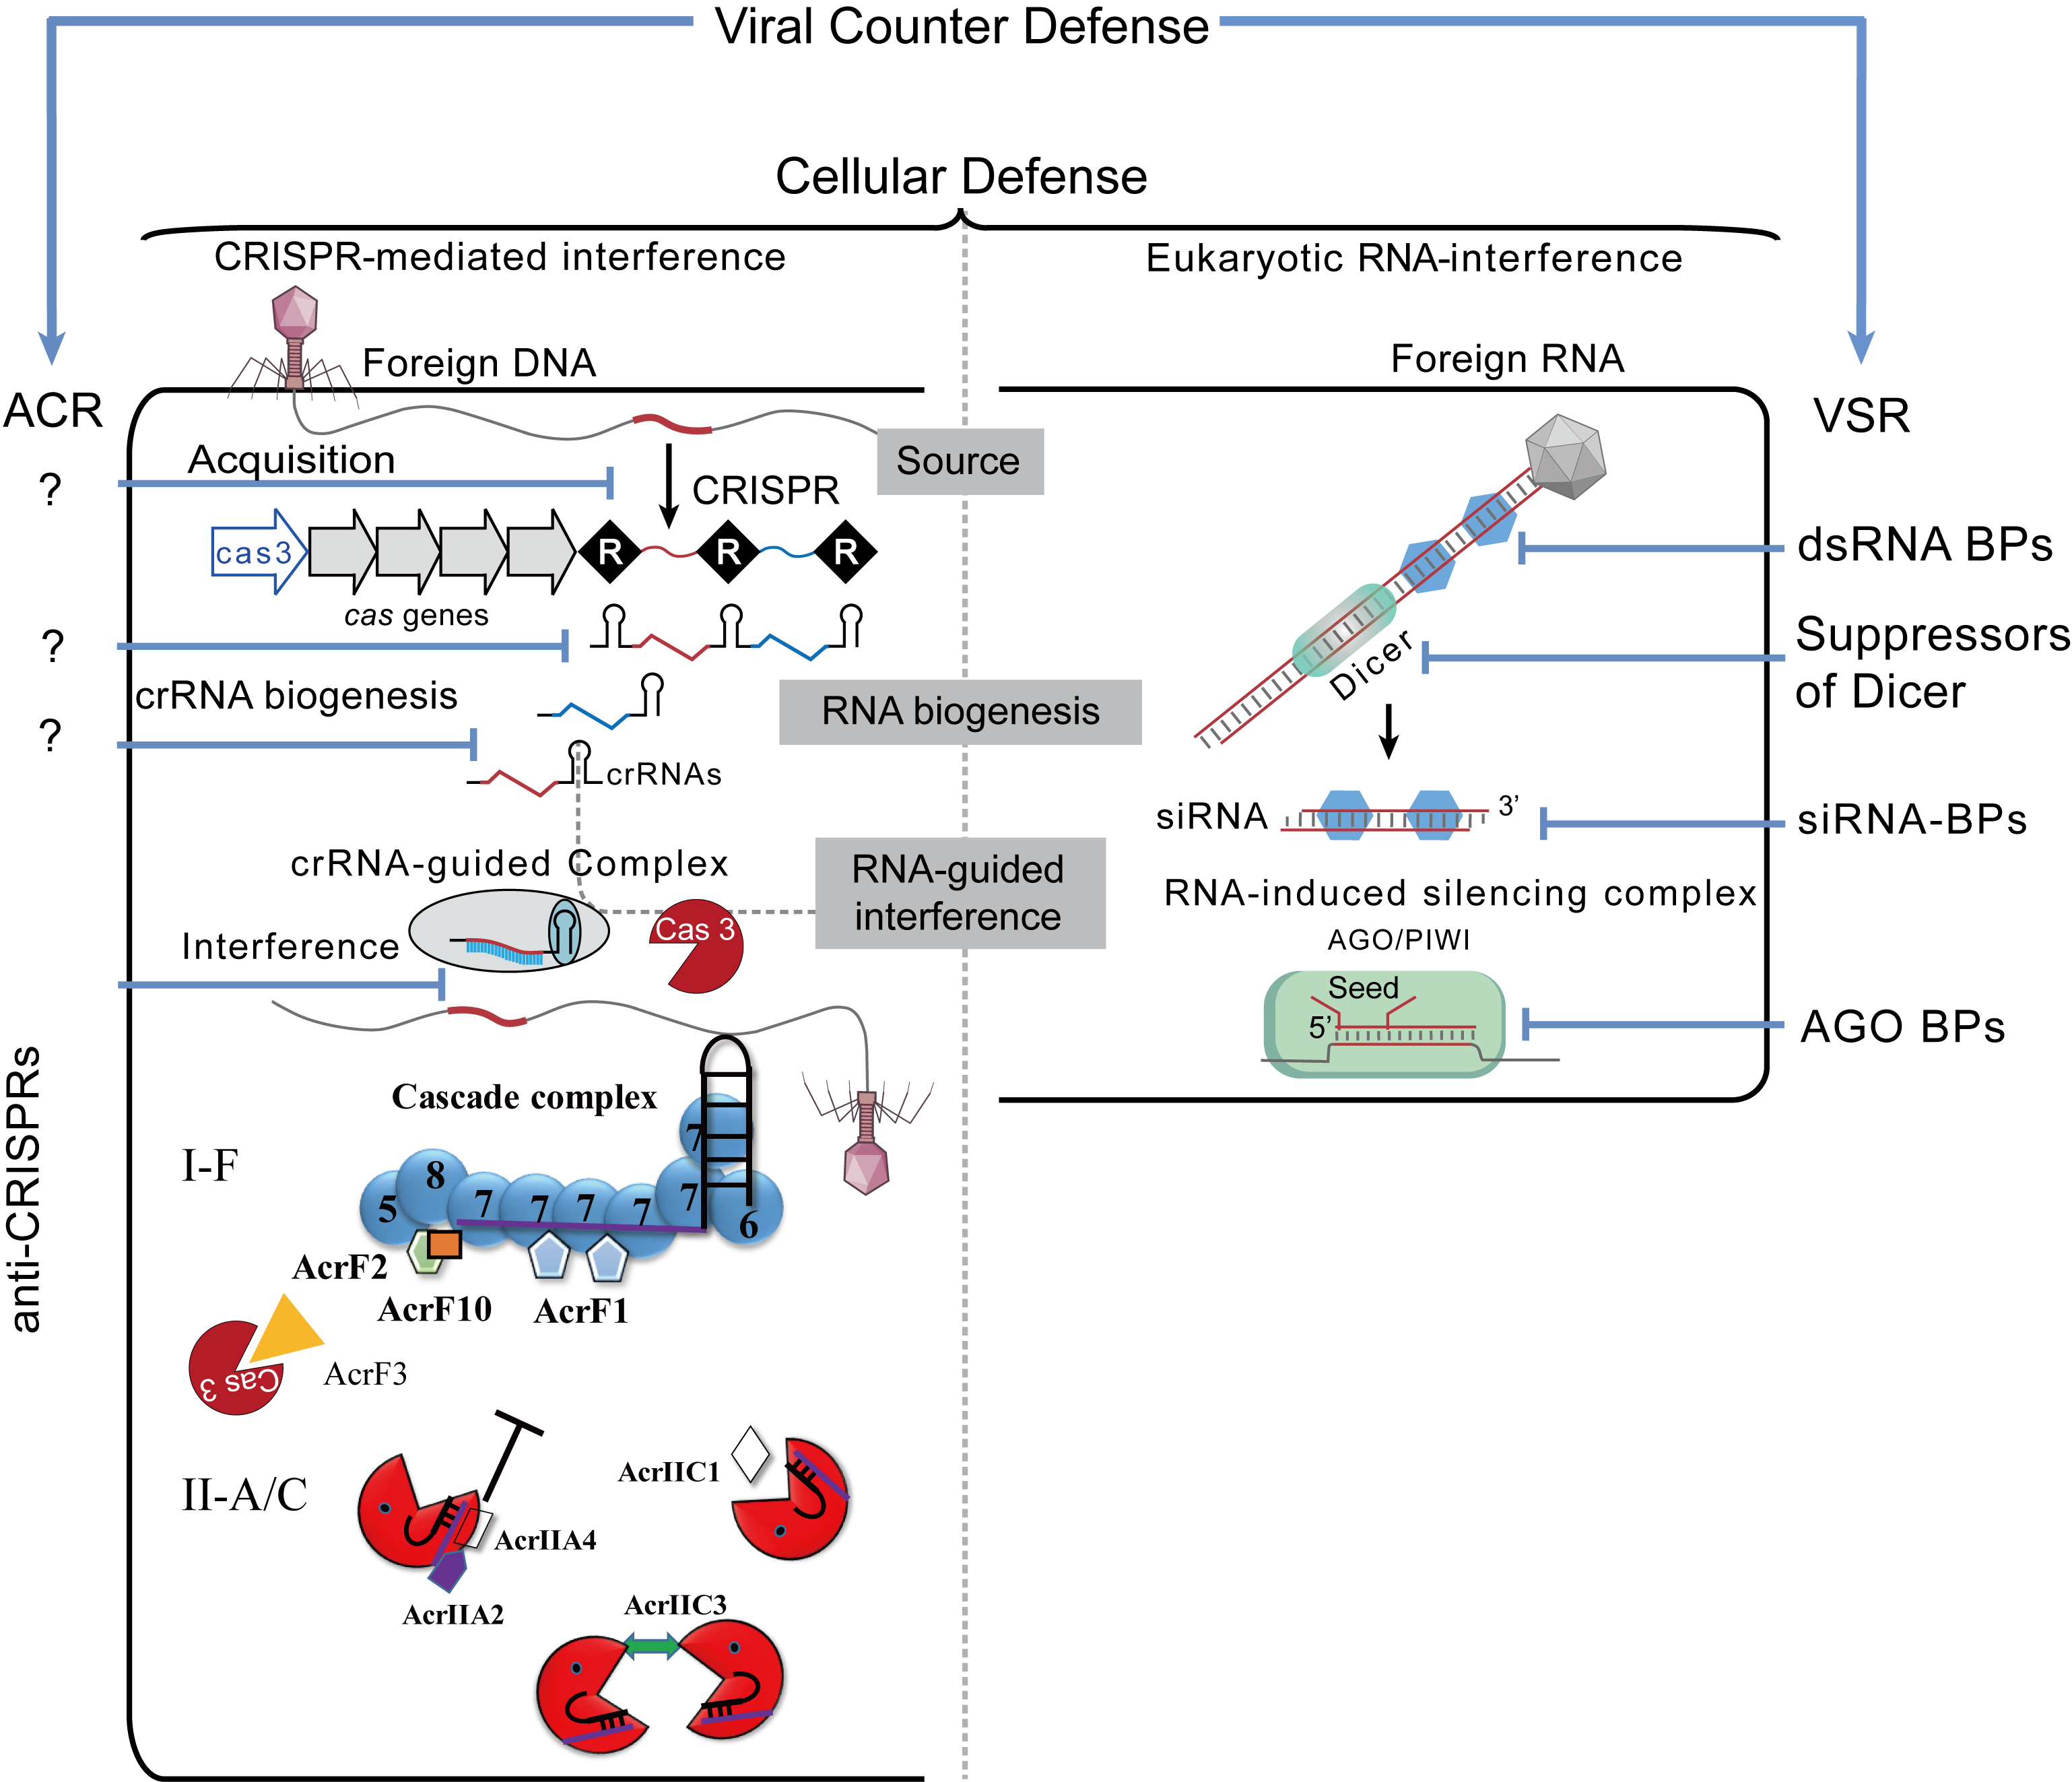 Viral Counter Defense
Cellular Defense
CRISPR-mediated interference
Eukaryotic RNA-interference
Foreign DNA
Foreign RNA
ACR
VSR
Source
Acquisition
?
CRISPR
cas3
R
R
R
cas genes
dsRNA BPs
?
Suppressors
of Dicer
Dicer
crRNA biogenesis
RNA biogenesis
?
crRNAs
siRNA
3’
siRNA-BPs
crRNA-guided Complex
RNA-guided
interference
RNA-induced silencing complex
Cas 3
Interference
AGO/PIWI
Seed
5’
AGO BPs
anti-CRISPRs
Cascade complex
I-F
5
8
7
7
7
7
7
7
6
AcrF2
AcrF10
AcrF1
Cas 3
AcrF3
II-A/C
AcrIIC1
AcrIIA4
AcrIIA2
AcrIIC3